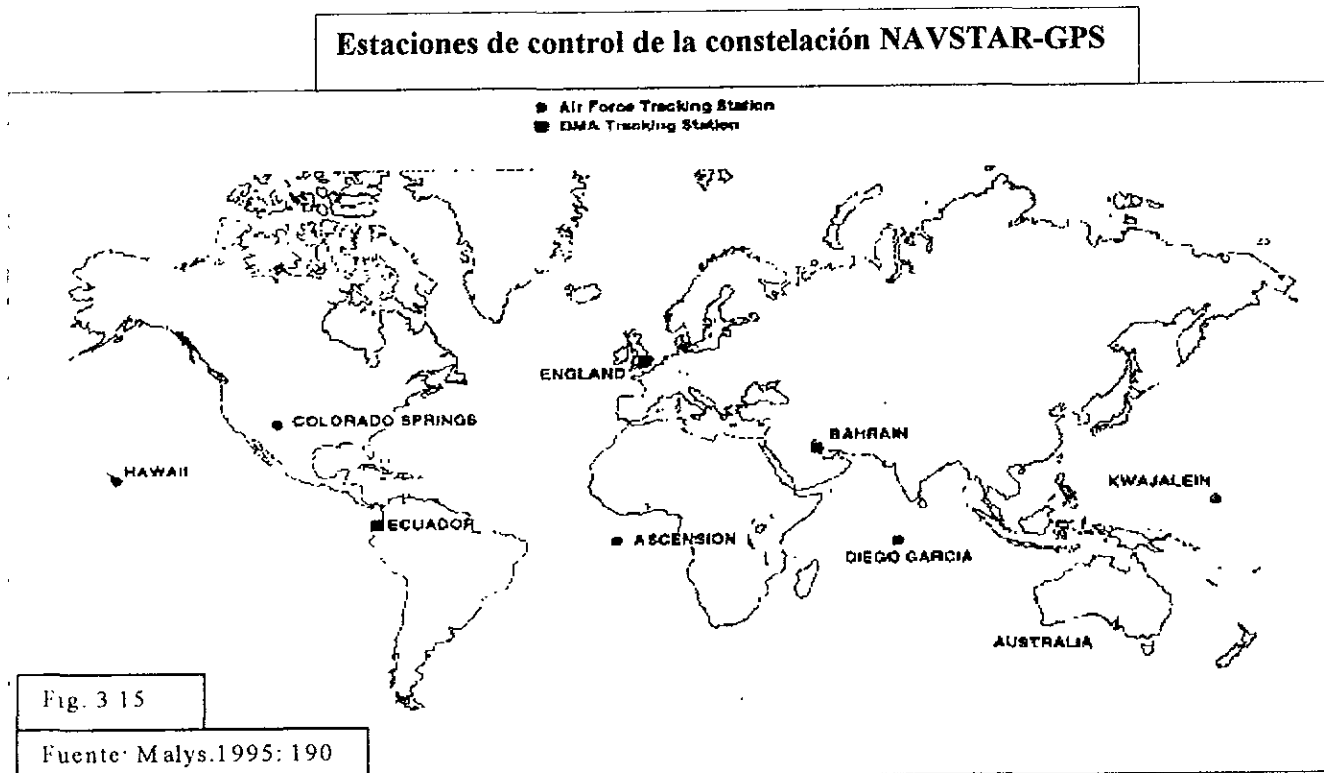 Estaciones de control de la constelación NAVSTAR-GPS
Air Force Tracking Station
DMA Tracking Station
ENGLAND
COLORADO SPRINGS
BAHRAIN
HAWAII
KWAJALEIN
ECUADOR
ASCENSION
DIEGO GARCIA
AUSTRALIA
Fig. 3 15
Fuente: Malys.1995: 190